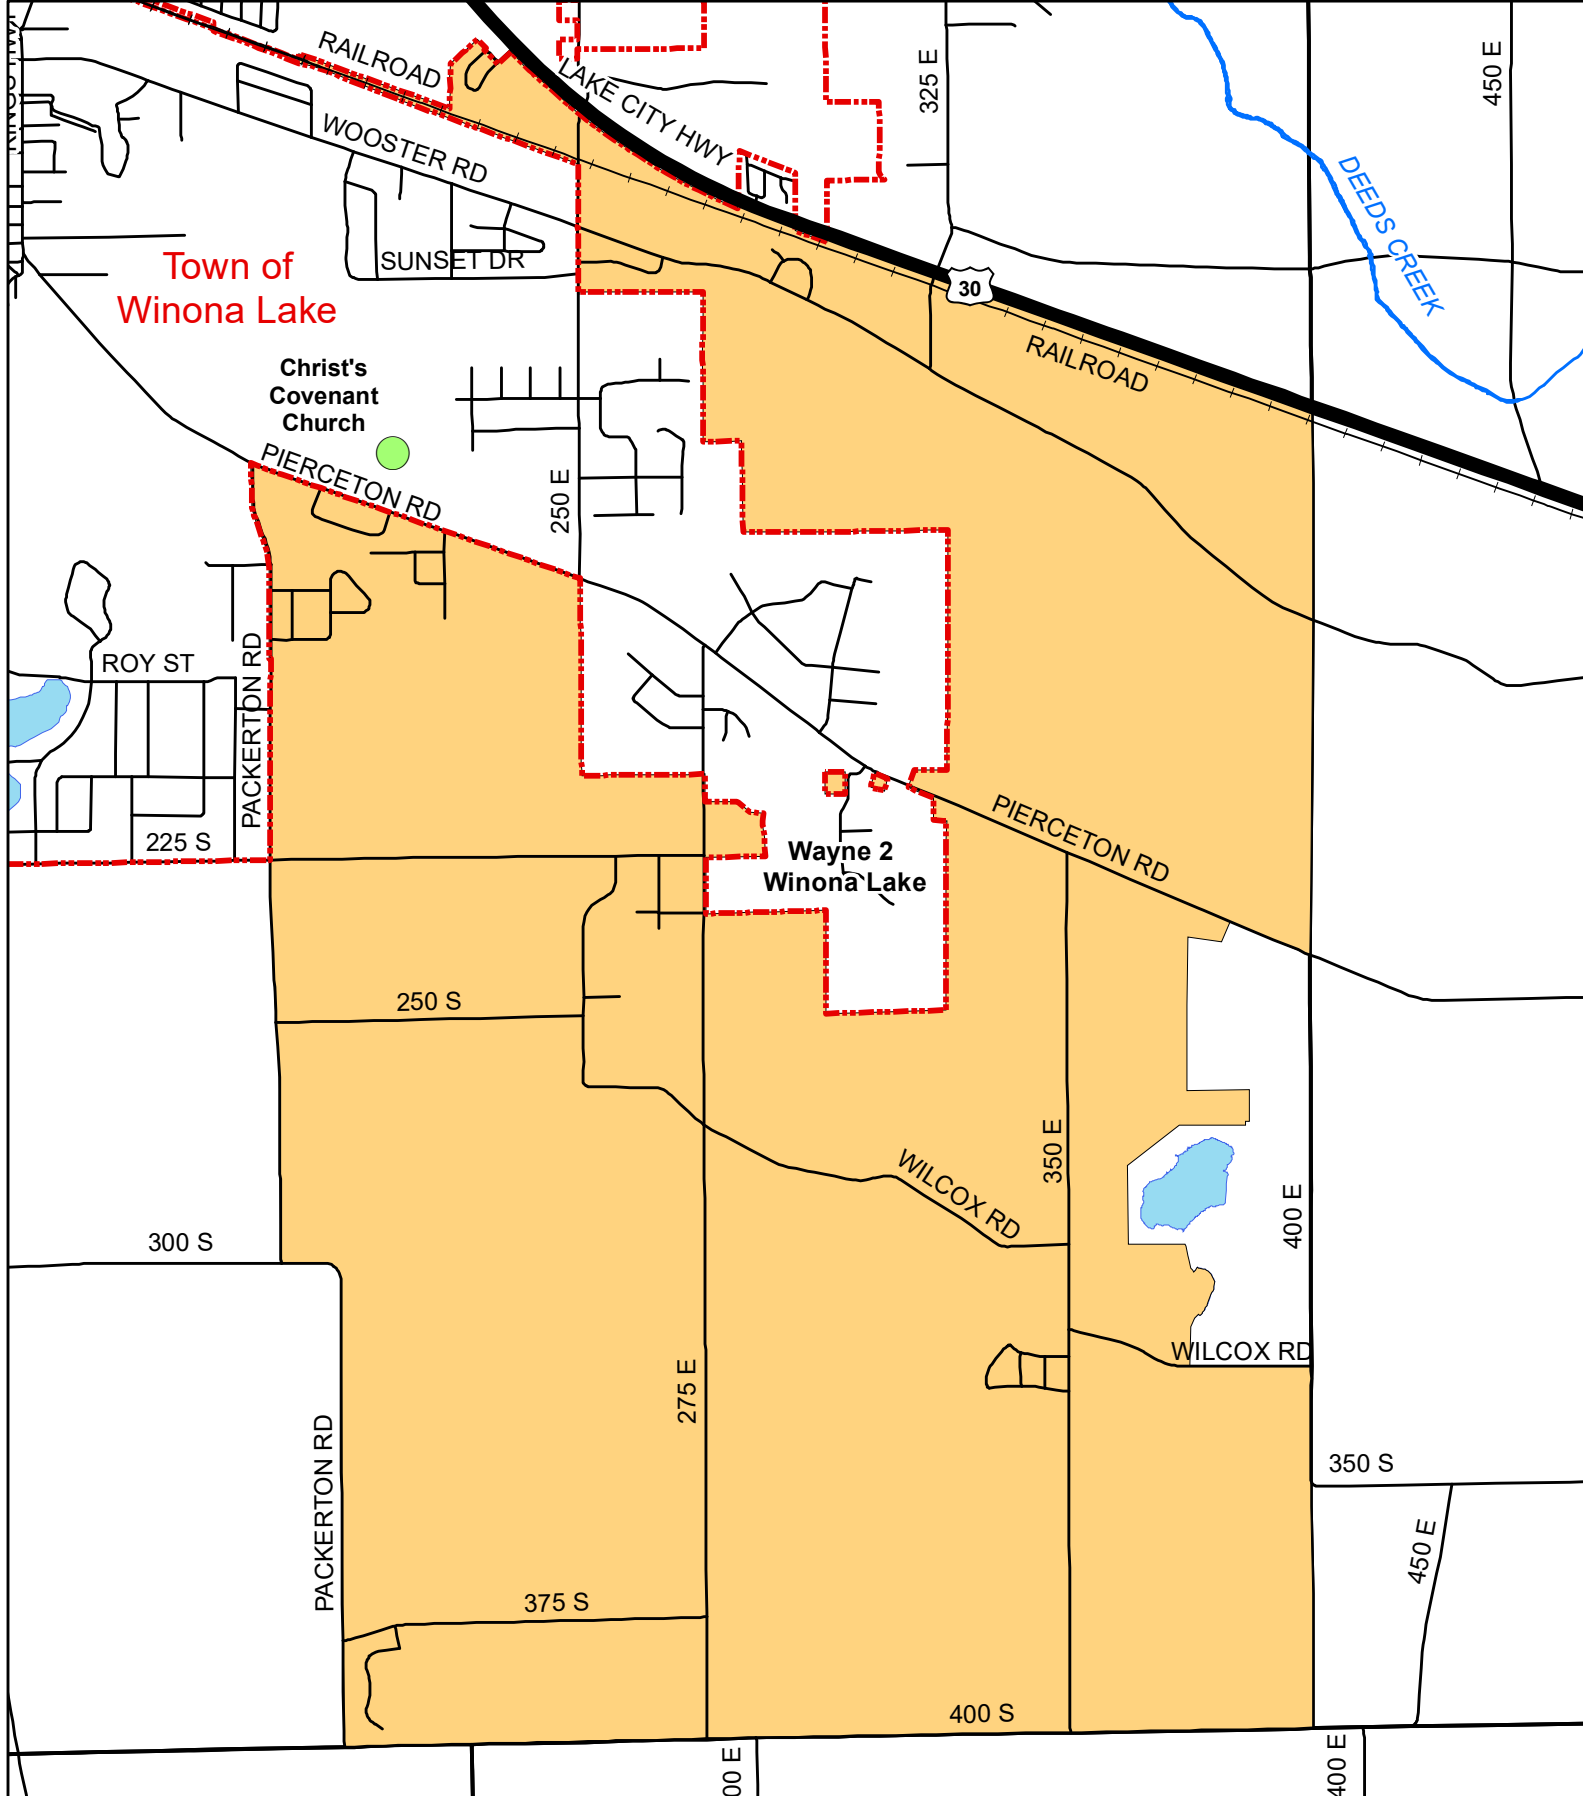 RAILROAD
LAKE CITY HWY
325 E
450 E
WOOSTER RD
DEEDS CREEK
SUNSET DR
Town of
Winona Lake
30
RAILROAD
Christ's
Covenant
Church
PIERCETON RD
250 E
ROY ST
PACKERTON RD
225 S
PIERCETON RD
Wayne 2
Winona Lake
250 S
350 E
WILCOX RD
400 E
300 S
WILCOX RD
275 E
PACKERTON RD
350 S
450 E
375 S
400 S
00 E
400 E